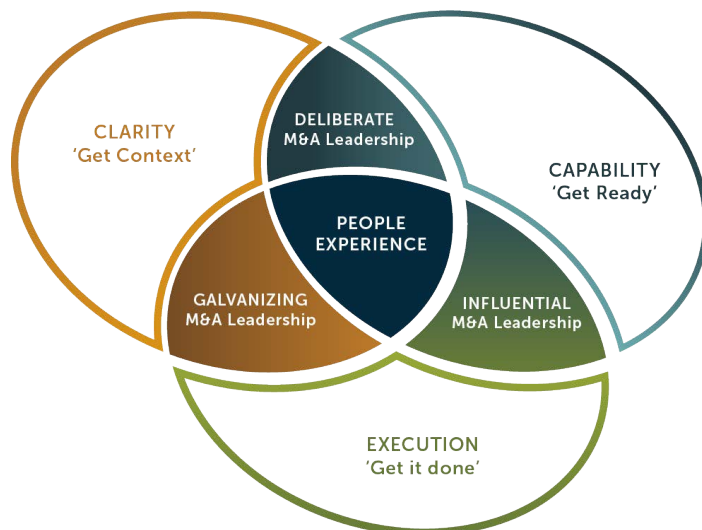 DELIBERATE
M&A Leadership
CLARITY
‘Get Context’
CAPABILITY
‘Get Ready’
PEOPLE
EXPERIENCE
GALVANIZING
M&A Leadership
INFLUENTIAL
M&A Leadership
EXECUTION
‘Get it done’